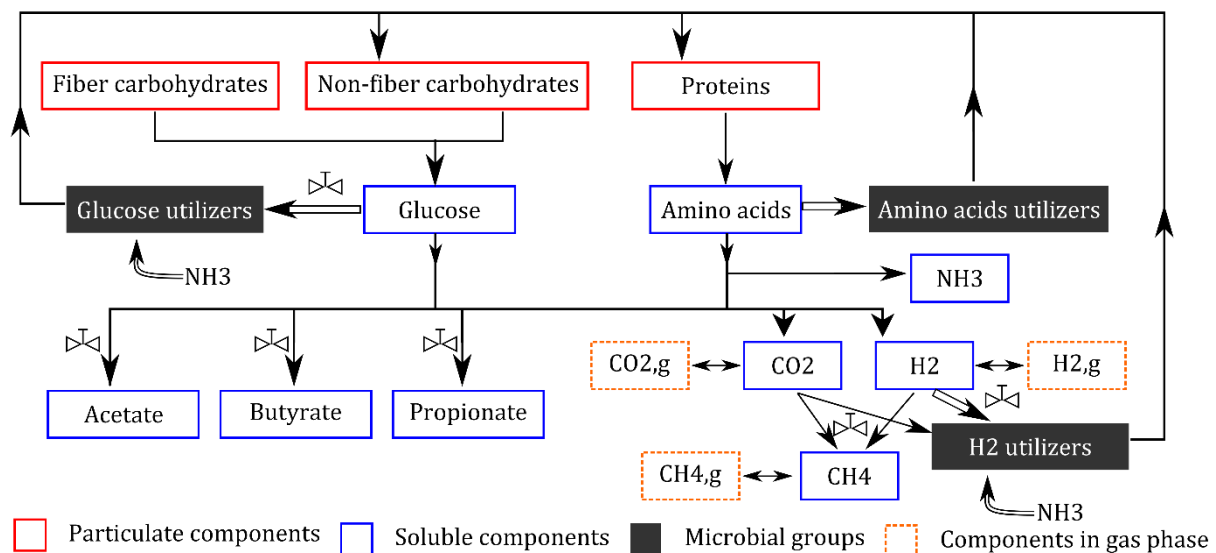 Fiber carbohydrates
Non-fiber carbohydrates
Proteins
Glucose utilizers
Glucose
Amino acids
Amino acids utilizers
NH3
NH3
CO2,g
CO2
H2
H2,g
Acetate
Butyrate
Propionate
H2 utilizers
CH4,g
CH4
NH3
Particulate components
Soluble components
Microbial groups
Components in gas phase